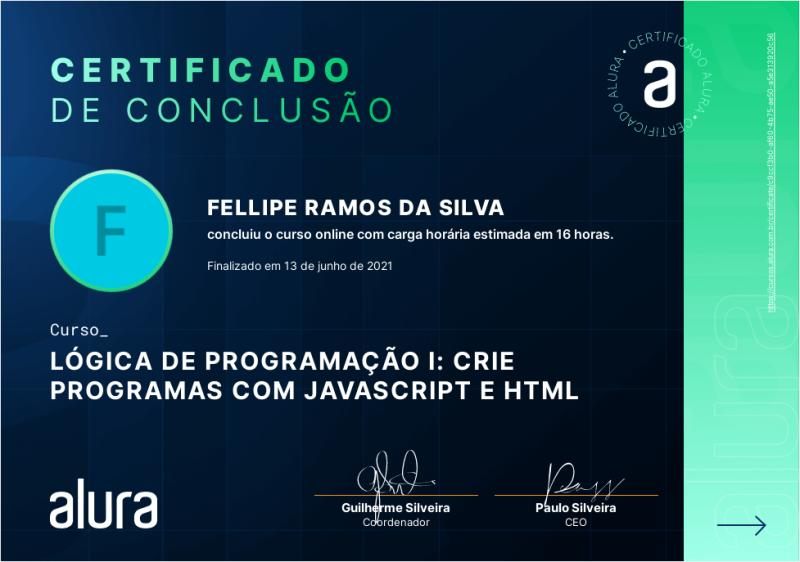 CERTIFICADO
DE CONCLUSÃO
CERTIFICADO ALURA • CERTIFICADO ALURA •
a
F
FELLIPE RAMOS DA SILVA
concluiu o curso online com carga horária estimada em 16 horas.
Finalizado em 13 de junho de 2021
Curso_
LÓGICA DE PROGRAMAÇÃO I: CRIE
PROGRAMAS COM JAVASCRIPT E HTML
alura
Guilherme Silveira
Coordenador
Paulo Silveira
CEO
alura